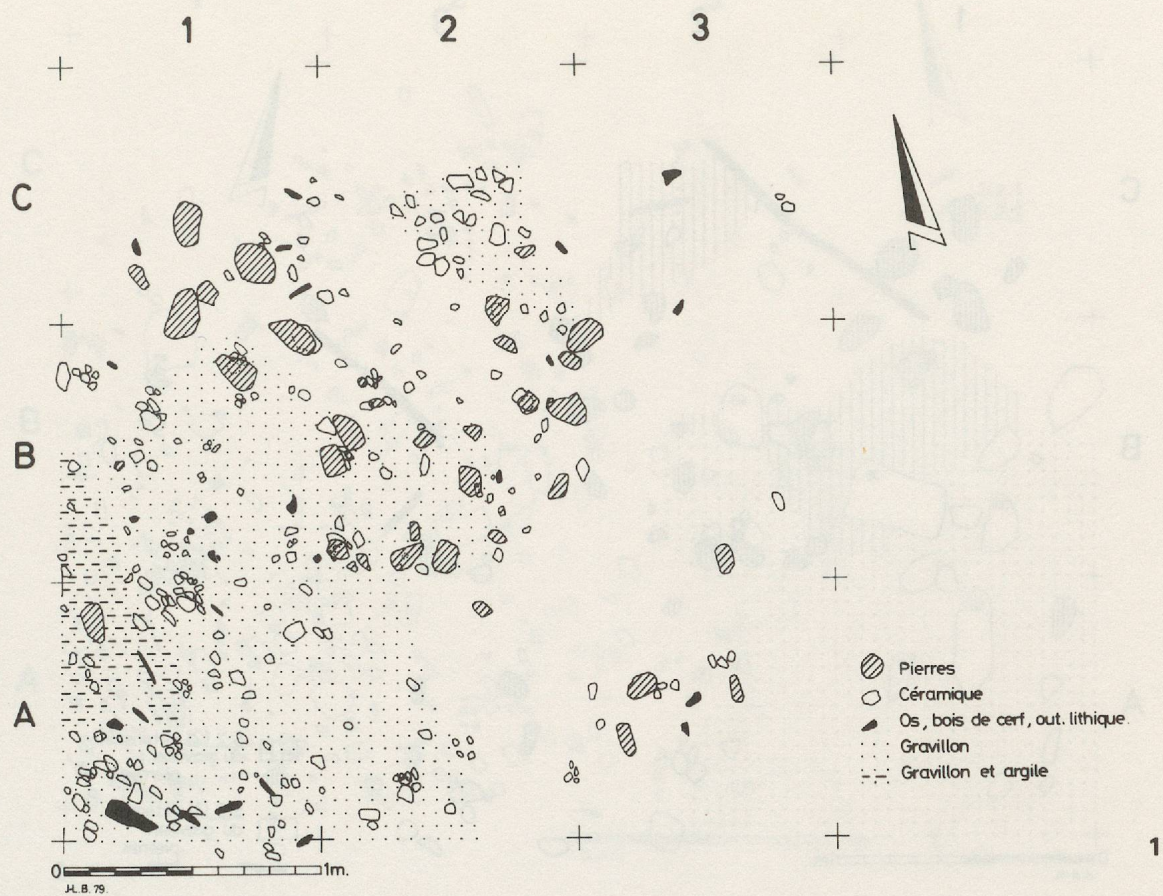 1 2 3
C
B
A
N
Pierres
Céramique
Os, bois de cerf, out. lithique.
Gravillon
Gravillon et argile
0 1m.
J-L.B. 79.
1